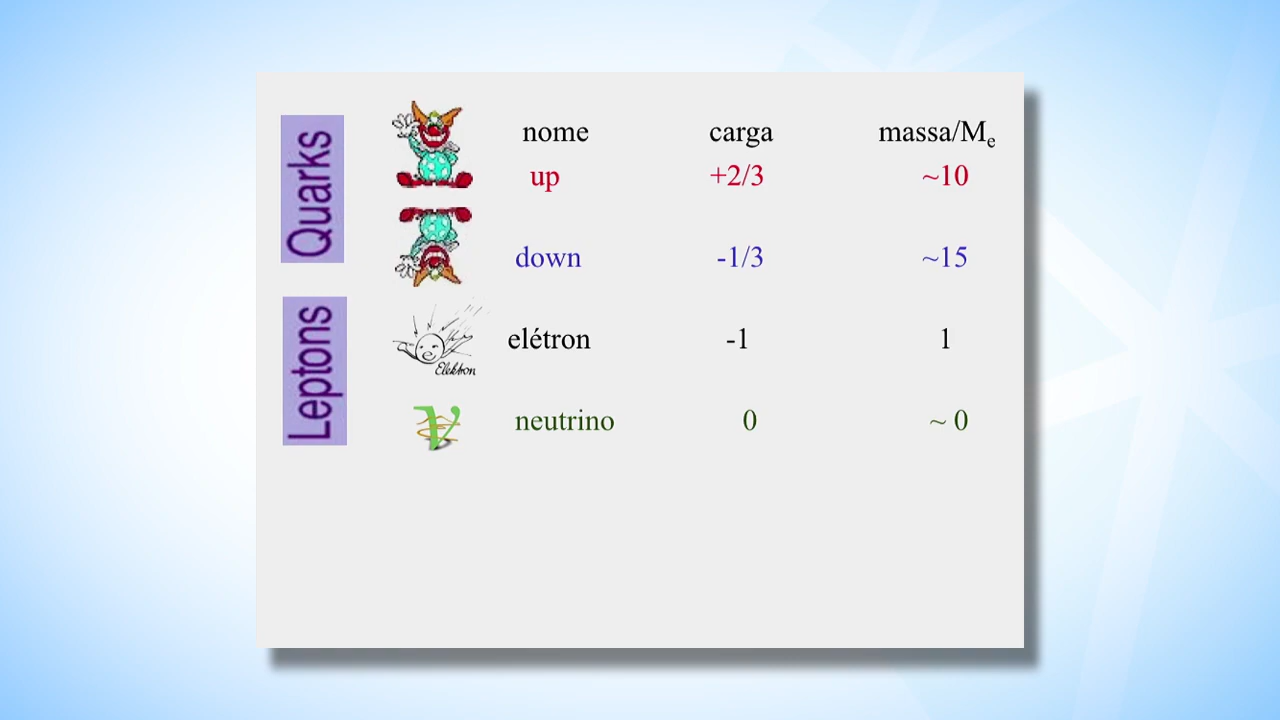 Quarks
nome carga massa/Me
up +2/3 ~10
down -1/3 ~15
Leptons
elétron -1 1
Elektron
ν neutrino 0 ~ 0